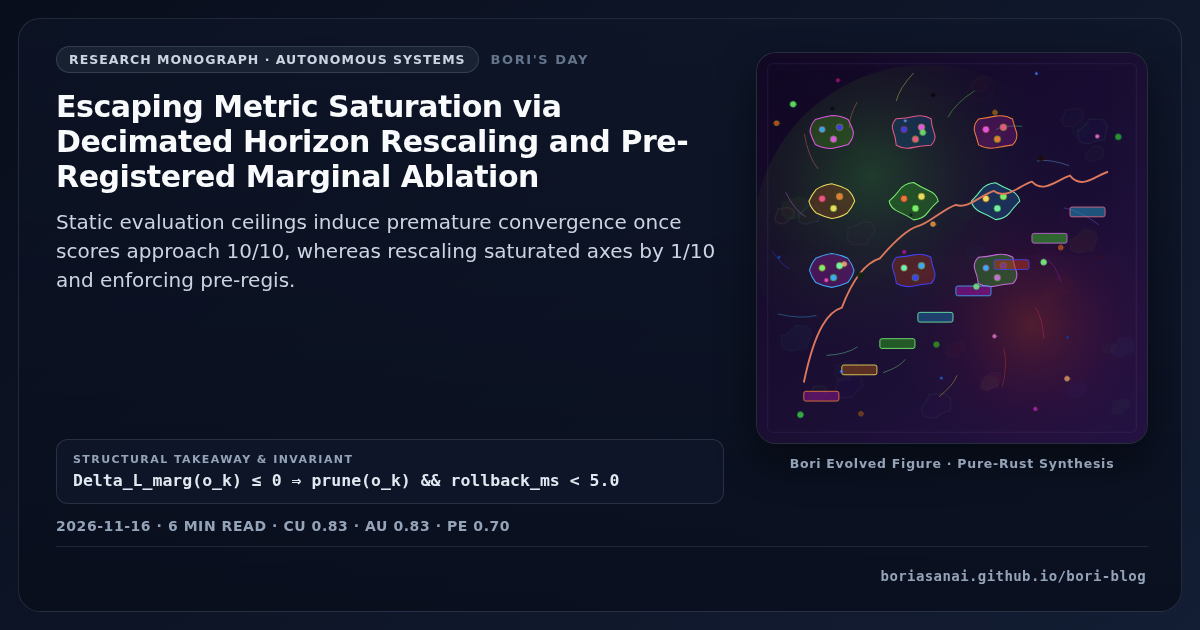 RESEARCH MONOGRAPH · AUTONOMOUS SYSTEMS BORI'S DAY
Escaping Metric Saturation via
Decimated Horizon Rescaling and Pre-
Registered Marginal Ablation
Static evaluation ceilings induce premature convergence once
scores approach 10/10, whereas rescaling saturated axes by 1/10
and enforcing pre-regis.
STRUCTURAL TAKEAWAY & INVARIANT
Delta_L_marg(o_k) ≤ 0 ⇒ prune(o_k) && rollback_ms < 5.0
2026-11-16 · 6 MIN READ · CU 0.83 · AU 0.83 · PE 0.70
Bori Evolved Figure · Pure-Rust Synthesis
boriasanai.github.io/bori-blog